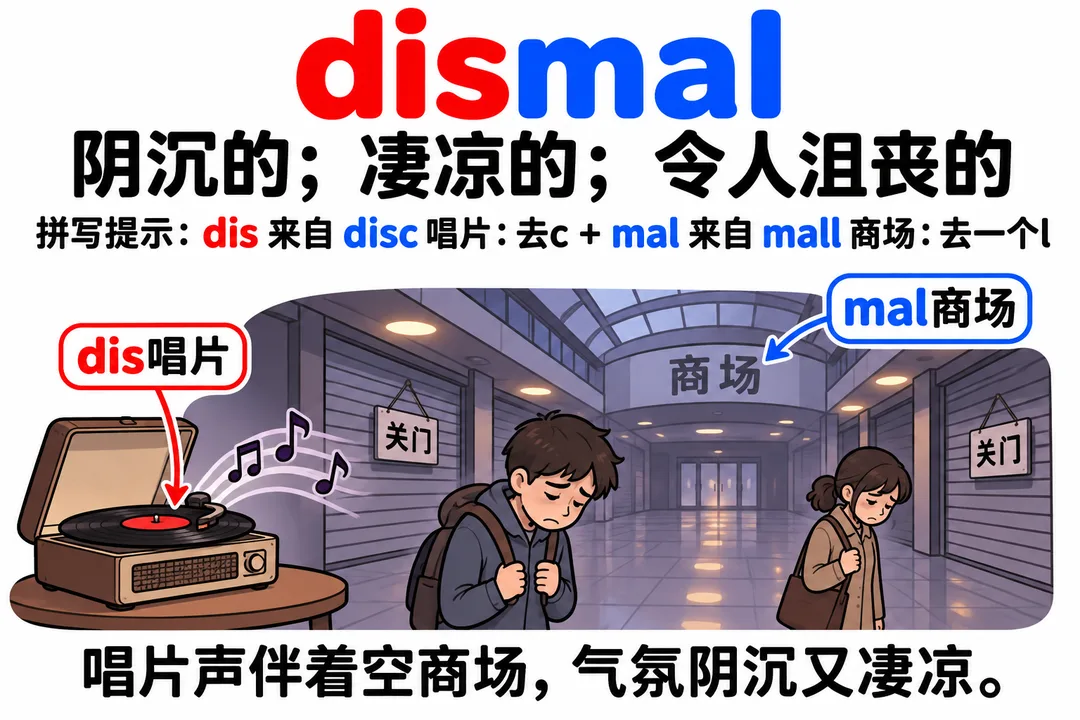 dismal
阴沉的；凄凉的；令人沮丧的
拼写提示：dis 来自 disc 唱片：去c + mal 来自 mall 商场：去一个l
mal商场
dis唱片
商场
关门
关门
唱片声伴着空商场，气氛阴沉又凄凉。